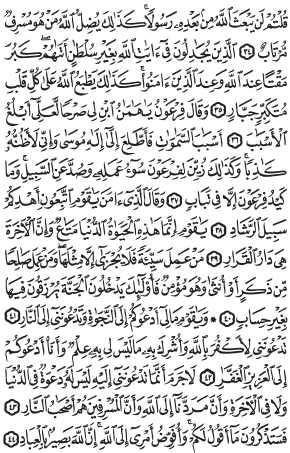 قُلْتُمْ لَن يَبْعَثَ ٱللَّهُ مِنۢ بَعْدِهِۦ رَسُولًا ۚ كَذَٰلِكَ يُضِلُّ ٱللَّهُ مَنْ هُوَ مُسْرِفٌ
مُّرْتَابٌ ٣٤ ٱلَّذِينَ يُجَٰدِلُونَ فِىٓ ءَايَٰتِ ٱللَّهِ بِغَيْرِ سُلْطَٰنٍ أَتَىٰهُمْ ۖ كَبُرَ
مَقْتًا عِندَ ٱللَّهِ وَعِندَ ٱلَّذِينَ ءَامَنُوا۟ ۚ كَذَٰلِكَ يَطْبَعُ ٱللَّهُ عَلَىٰ كُلِّ قَلْبِ
مُتَكَبِّرٍ جَبَّارٍ ٣٥ وَقَالَ فِرْعَوْنُ يَٰهَٰمَٰنُ ٱبْنِ لِى صَرْحًا لَّعَلِّىٓ أَبْلُغُ
ٱلْأَسْبَٰبَ ٣٦ أَسْبَٰبَ ٱلسَّمَٰوَٰتِ فَأَطَّلِعَ إِلَىٰٓ إِلَٰهِ مُوسَىٰ وَإِنِّى لَأَظُنُّهُۥ
كَٰذِبًا ۚ وَكَذَٰلِكَ زُيِّنَ لِفِرْعَوْنَ سُوٓءُ عَمَلِهِۦ وَصُدَّ عَنِ ٱلسَّبِيلِ ۚ وَمَا
كَيْدُ فِرْعَوْنَ إِلَّا فِى تَبَابٍ ٣٧ وَقَالَ ٱلَّذِىٓ ءَامَنَ يَٰقَوْمِ ٱتَّبِعُونِ أَهْدِكُمْ
سَبِيلَ ٱلرَّشَادِ ٣٨ يَٰقَوْمِ إِنَّمَا هَٰذِهِ ٱلْحَيَوٰةُ ٱلدُّنْيَا مَتَٰعٌ وَإِنَّ ٱلْءَاخِرَةَ
هِىَ دَارُ ٱلْقَرَارِ ٣٩ مَنْ عَمِلَ سَيِّئَةً فَلَا يُجْزَىٰٓ إِلَّا مِثْلَهَا ۖ وَمَنْ عَمِلَ صَٰلِحًا
مِّن ذَكَرٍ أَوْ أُنثَىٰ وَهُوَ مُؤْمِنٌ فَأُو۟لَٰٓئِكَ يَدْخُلُونَ ٱلْجَنَّةَ يُرْزَقُونَ فِيهَا
بِغَيْرِ حِسَابٍ ٤٠ ۞ وَيَٰقَوْمِ مَا لِىٓ أَدْعُوكُمْ إِلَى ٱلنَّجَوٰةِ وَتَدْعُونَنِىٓ إِلَى ٱلنَّارِ ٤١
تَدْعُونَنِى لِأَكْفُرَ بِٱللَّهِ وَأُشْرِكَ بِهِۦ مَا لَيْسَ لِى بِهِۦ عِلْمٌ وَأَنَا۠ أَدْعُوكُمْ
إِلَى ٱلْعَزِيزِ ٱلْغَفَّٰرِ ٤٢ لَا جَرَمَ أَنَّمَا تَدْعُونَنِىٓ إِلَيْهِ لَيْسَ لَهُۥ دَعْوَةٌ فِى ٱلدُّنْيَا
وَلَا فِى ٱلْءَاخِرَةِ وَأَنَّ مَرَدَّنَآ إِلَى ٱللَّهِ وَأَنَّ ٱلْمُسْرِفِينَ هُمْ أَصْحَٰبُ ٱلنَّارِ ٤٣
فَسَتَذْكُرُونَ مَآ أَقُولُ لَكُمْ ۚ وَأُفَوِّضُ أَمْرِىٓ إِلَى ٱللَّهِ ۚ إِنَّ ٱللَّهَ بَصِيرٌۢ بِٱلْعِبَادِ ٤٤